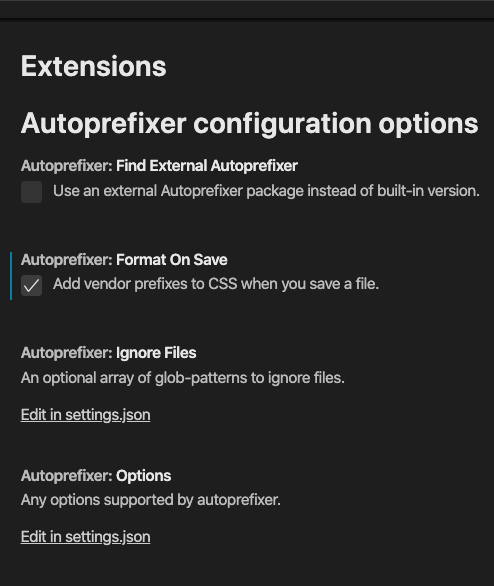 Extensions
Autoprefixer configuration options
Autoprefixer: Find External Autoprefixer
Use an external Autoprefixer package instead of built-in version.
Autoprefixer: Format On Save
Add vendor prefixes to CSS when you save a file.
Autoprefixer: Ignore Files
An optional array of glob-patterns to ignore files.
Edit in settings.json
Autoprefixer: Options
Any options supported by autoprefixer.
Edit in settings.json